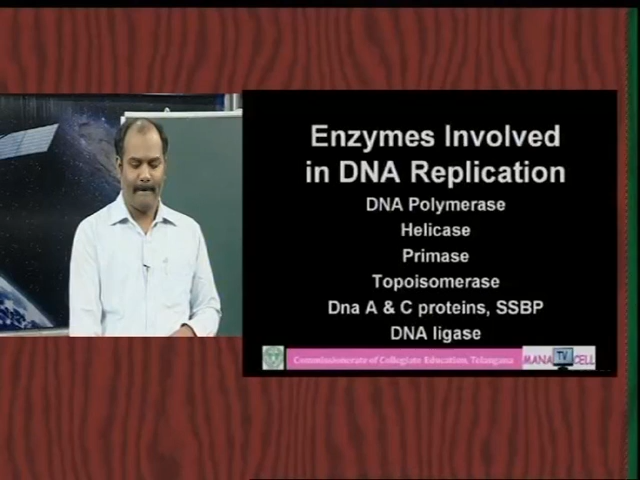 Enzymes Involved
in DNA Replication
DNA Polymerase
Helicase
Primase
Topoisomerase
Dna A & C proteins, SSBP
DNA ligase
Commissionerate of Collegiate Education, Telangana
MANA TV CELL